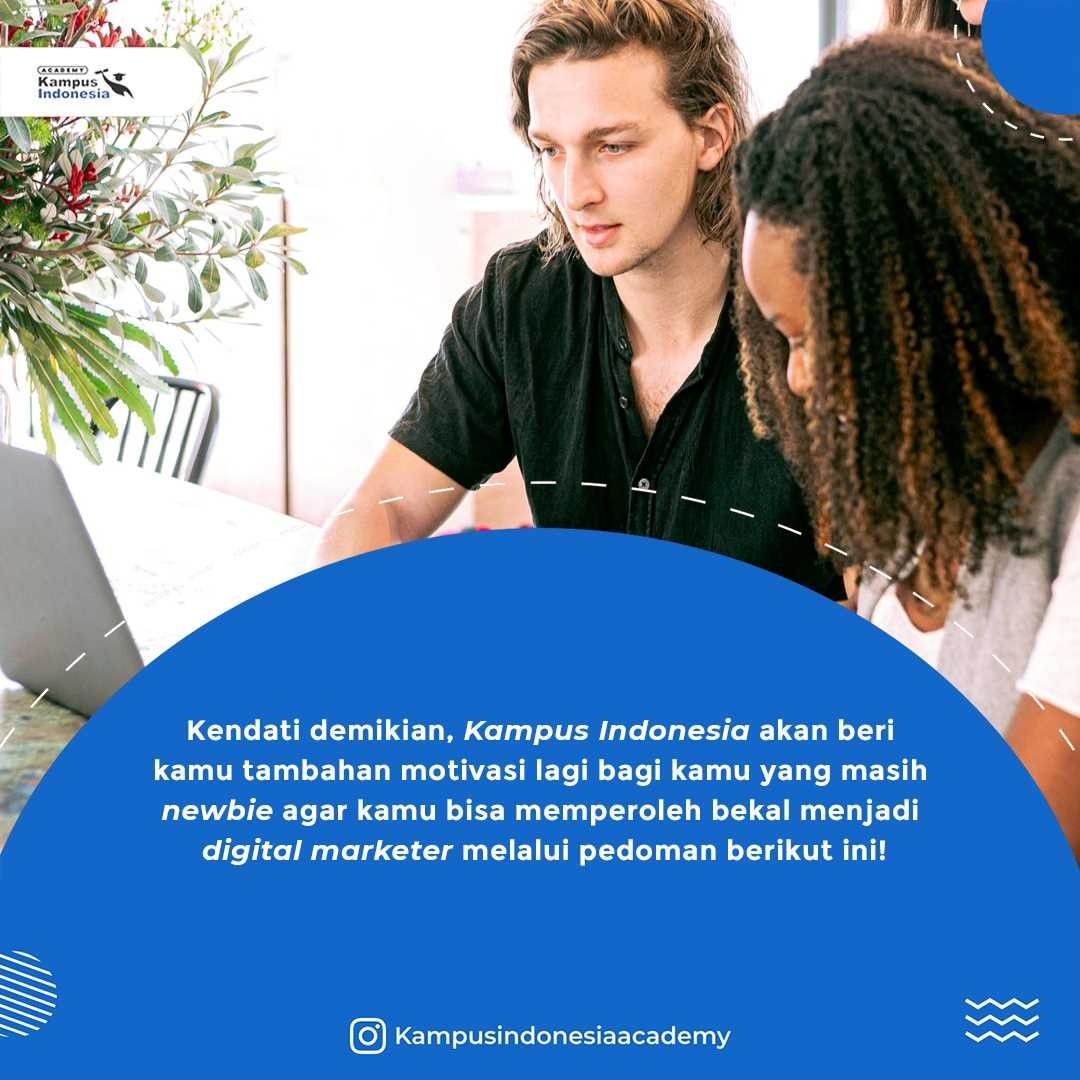 ACADEMY
Kampus
Indonesia
Kendati demikian, Kampus Indonesia akan beri
kamu tambahan motivasi lagi bagi kamu yang masih
newbie agar kamu bisa memperoleh bekal menjadi
digital marketer melalui pedoman berikut ini!
Kampusindonesiaacademy